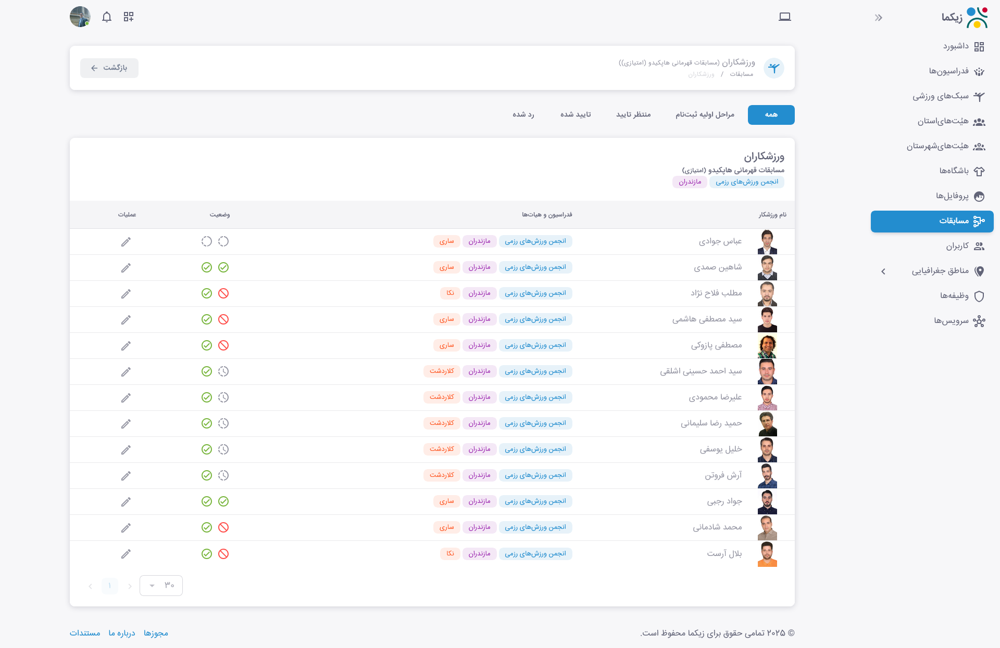 زیکما
داشبورد
فدراسیون‌ها
سبک‌های ورزشی
هیُت‌های‌استان
هیُت‌های‌شهرستان
باشگاه‌ها
پروفایل‌ها
مسابقات
کاربران
مناطق جغرافیایی
وظیفه‌ها
سرویس‌ها
ورزشکاران (مسابقات قهرمانی هاپکیدو (امتیازی))
مسابقات / ورزشکاران
بازگشت
همه مراحل اولیه ثبت‌نام منتظر تایید تایید شده رد شده
ورزشکاران
مسابقات قهرمانی هاپکیدو (امتیازی)
انجمن ورزش‌های رزمی مازندران
نام ورزشکار فدراسیون و هیات‌ها وضعیت عملیات
عباس جوادی انجمن ورزش‌های رزمی مازندران ساری
شاهین صمدی انجمن ورزش‌های رزمی مازندران ساری
مطلب فلاح نژاد انجمن ورزش‌های رزمی مازندران نکا
سید مصطفی هاشمی انجمن ورزش‌های رزمی مازندران ساری
مصطفی پازوکی انجمن ورزش‌های رزمی مازندران ساری
سید احمد حسینی اشلقی انجمن ورزش‌های رزمی مازندران کلاردشت
علیرضا محمودی انجمن ورزش‌های رزمی مازندران کلاردشت
حمید رضا سلیمانی انجمن ورزش‌های رزمی مازندران کلاردشت
خلیل یوسفی انجمن ورزش‌های رزمی مازندران کلاردشت
آرش فروتن انجمن ورزش‌های رزمی مازندران کلاردشت
جواد رجبی انجمن ورزش‌های رزمی مازندران ساری
محمد شادمانی انجمن ورزش‌های رزمی مازندران ساری
بلال آرست انجمن ورزش‌های رزمی مازندران نکا
۳۰ ۱
© ۲۰۲۵ تمامی حقوق برای زیکما محفوظ است.
مجوزها درباره ما مستندات